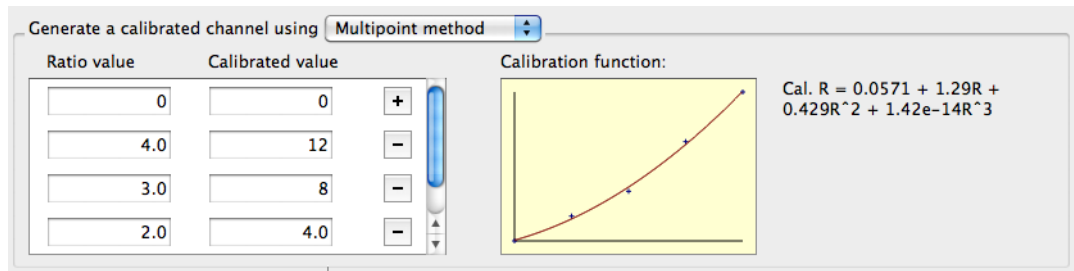 Generate a calibrated channel using Multipoint method
Ratio value Calibrated value Calibration function:
0 0 +
4.0 12 −
3.0 8 −
2.0 4.0 −
Cal. R = 0.0571 + 1.29R +
0.429R^2 + 1.42e-14R^3